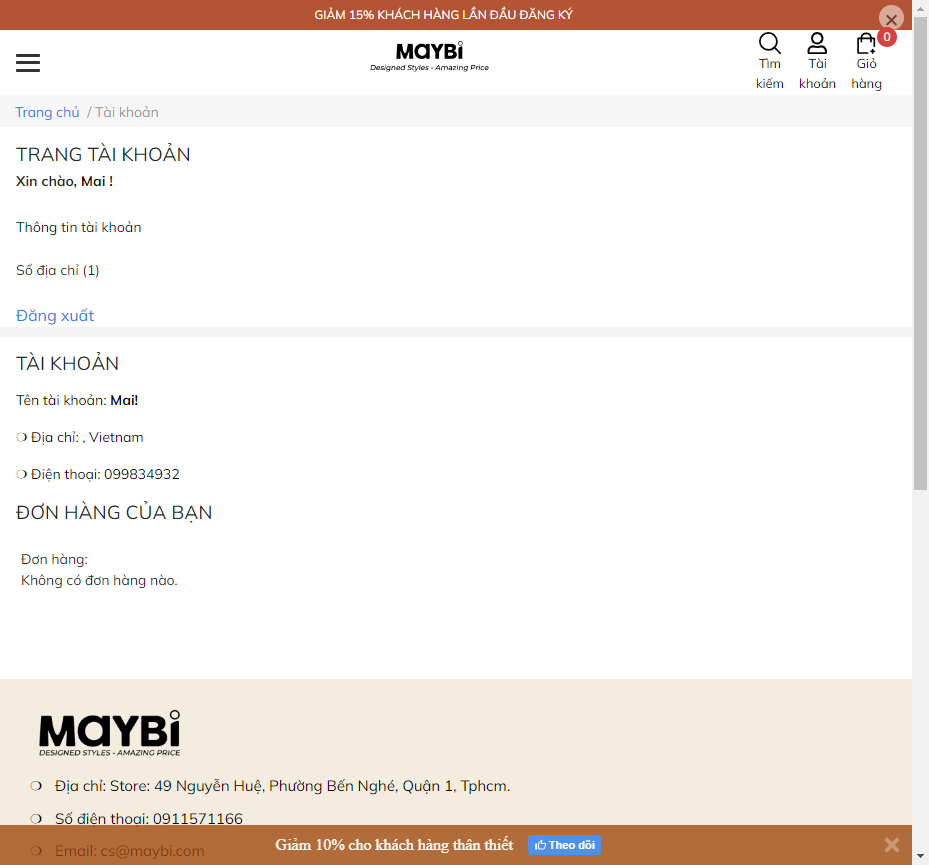 GIẢM 15% KHÁCH HÀNG LẦN ĐẦU ĐĂNG KÝ
MAYBI
Designed Styles - Amazing Price
Tìm kiếm
Tài khoản
Giỏ hàng
0
Trang chủ / Tài khoản
TRANG TÀI KHOẢN
Xin chào, Mai !
Thông tin tài khoản
Sổ địa chỉ (1)
Đăng xuất
TÀI KHOẢN
Tên tài khoản: Mai!
Địa chỉ: , Vietnam
Điện thoại: 099834932
ĐƠN HÀNG CỦA BẠN
Đơn hàng:
Không có đơn hàng nào.
MAYBI
DESIGNED STYLES - AMAZING PRICE
Địa chỉ: Store: 49 Nguyễn Huệ, Phường Bến Nghé, Quận 1, Tphcm.
Số điện thoại: 0911571166
Giảm 10% cho khách hàng thân thiết Theo dõi
Email: cs@maybi.com